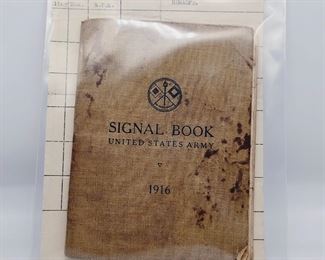 SIGNAL BOOK
UNITED STATES ARMY
1916